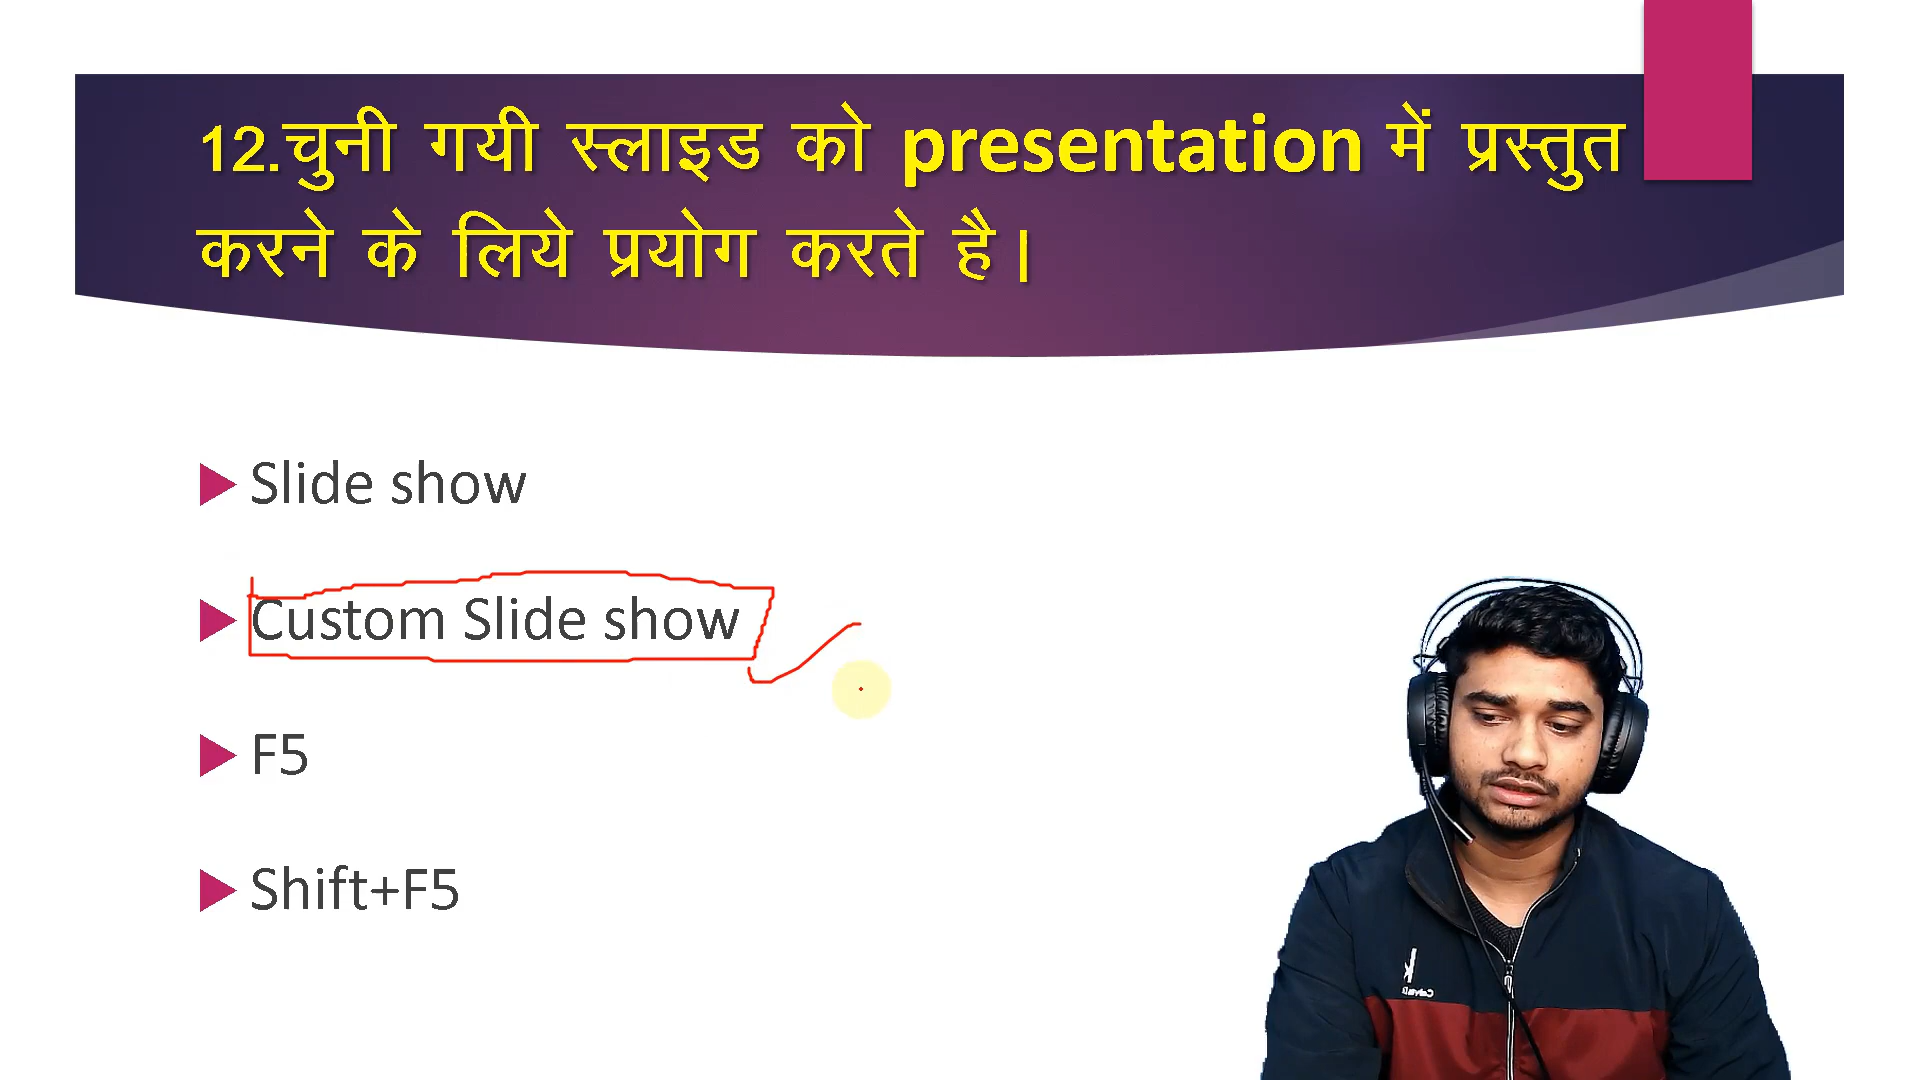 12.चुनी गयी स्लाइड को presentation में प्रस्तुत
करने के लिये प्रयोग करते है।
Slide show
Custom Slide show
F5
Shift+F5